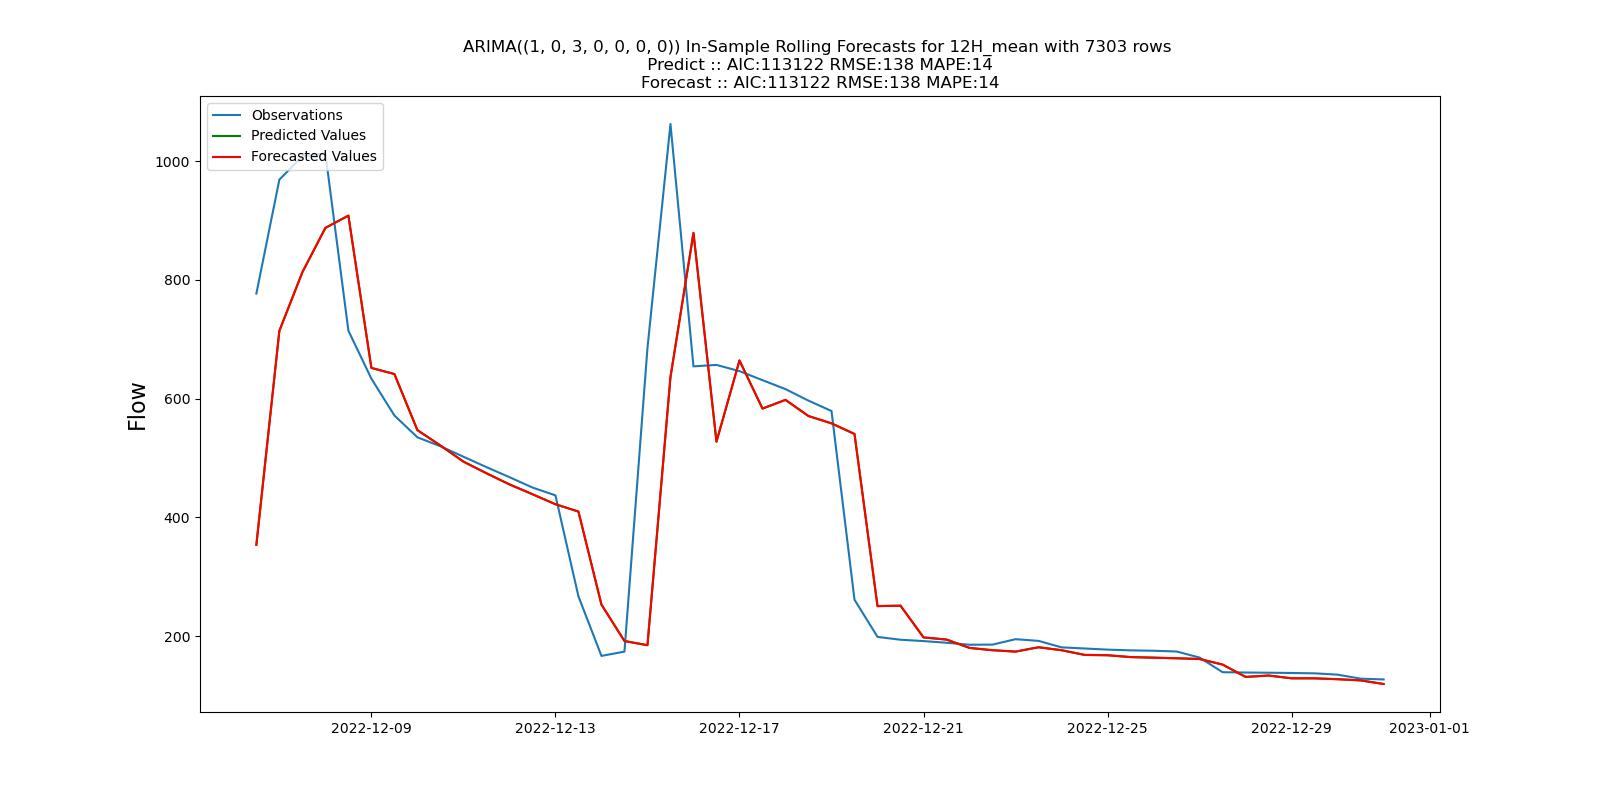 ARIMA((1, 0, 3, 0, 0, 0, 0)) In-Sample Rolling Forecasts for 12H_mean with 7303 rows
Predict :: AIC:113122 RMSE:138 MAPE:14
Forecast :: AIC:113122 RMSE:138 MAPE:14
Observations
Predicted Values
Forecasted Values
1000
800
600
400
200
Flow
2022-12-09
2022-12-13
2022-12-17
2022-12-21
2022-12-25
2022-12-29
2023-01-01